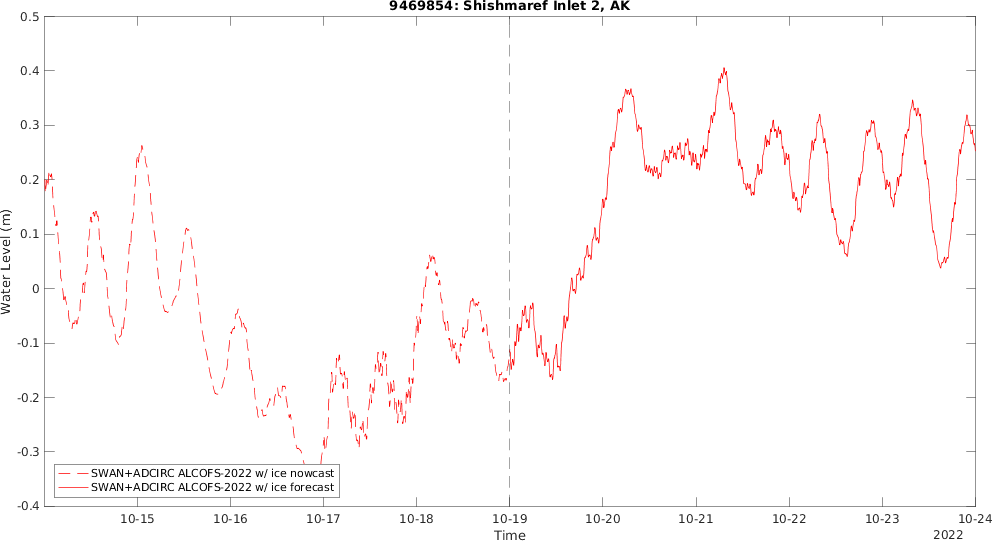 9469854: Shishmaref Inlet 2, AK
Water Level (m)
0.5
0.4
0.3
0.2
0.1
0
-0.1
-0.2
-0.3
-0.4
SWAN+ADCIRC ALCOFS-2022 w/ ice nowcast
SWAN+ADCIRC ALCOFS-2022 w/ ice forecast
10-15 10-16 10-17 10-18 10-19 10-20 10-21 10-22 10-23 10-24
Time
2022